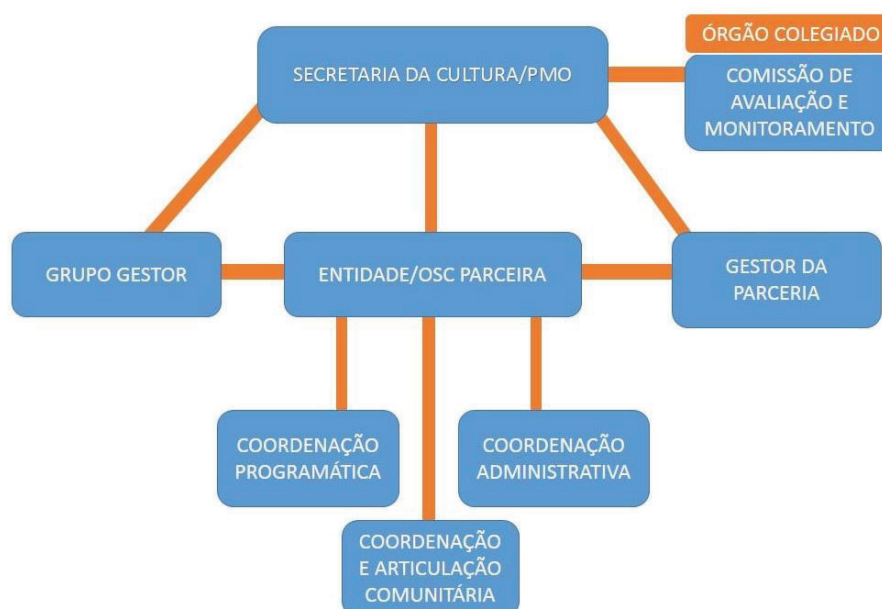 ÓRGÃO COLEGIADO
SECRETARIA DA CULTURA/PMO
COMISSÃO DE
AVALIAÇÃO E
MONITORAMENTO
GRUPO GESTOR
ENTIDADE/OSC PARCEIRA
GESTOR DA
PARCERIA
COORDENAÇÃO
PROGRAMÁTICA
COORDENAÇÃO
ADMINISTRATIVA
COORDENAÇÃO
E ARTICULAÇÃO
COMUNITÁRIA